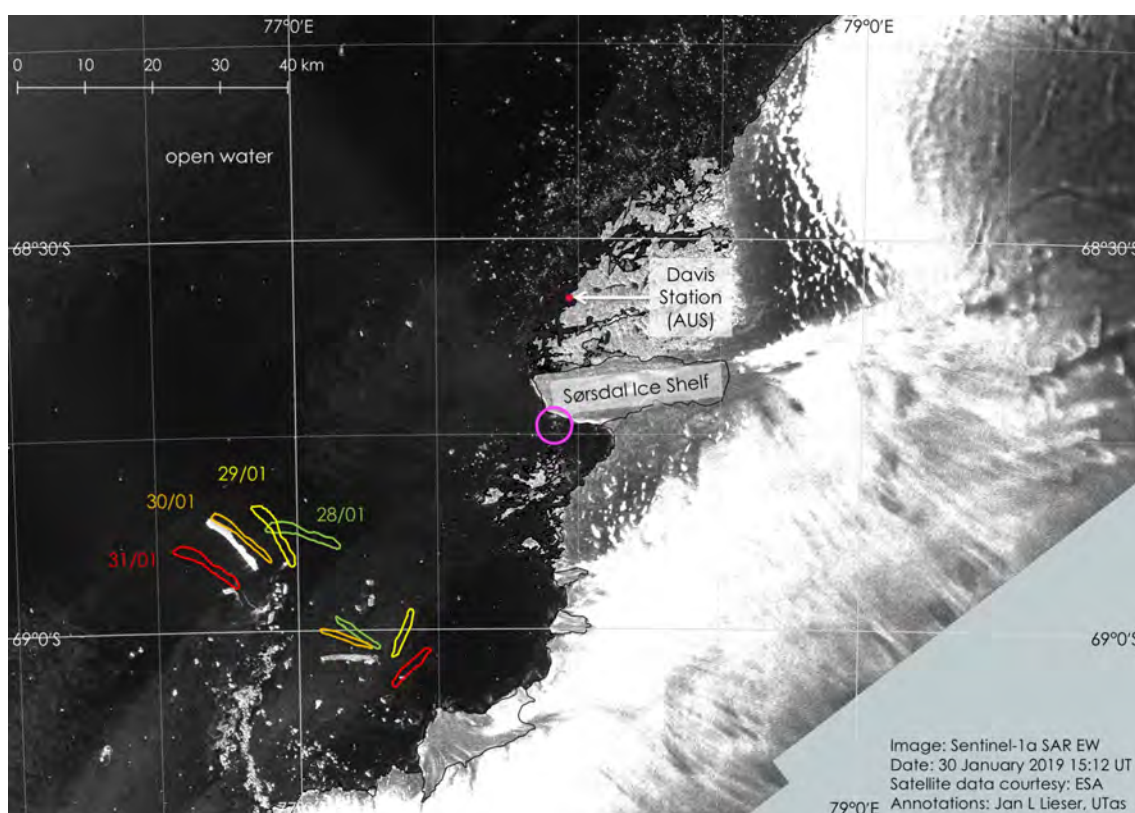 77°0'E
79°0'E
0 10 20 30 40 km
open water
68°30'S
68°30'S
Davis
Station
(AUS)
Sørsdal Ice Shelf
29/01
30/01
28/01
31/01
69°0'S
69°0'S
77°0'E
79°0'E
Image: Sentinel-1a SAR EW
Date: 30 January 2019 15:12 UT
Satellite data courtesy: ESA
Annotations: Jan L Lieser, UTas